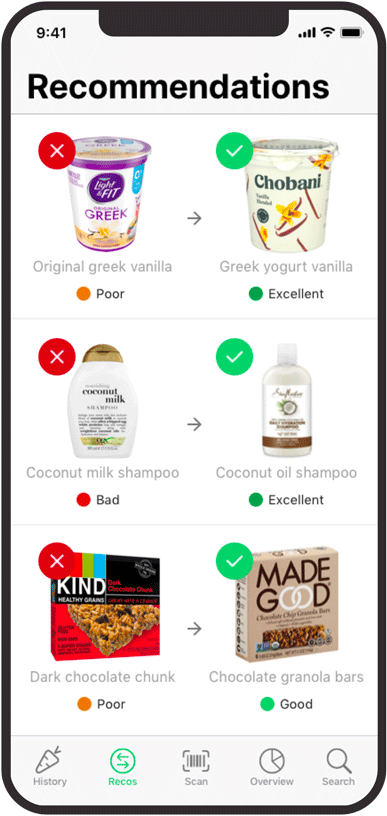 9:41
Recommendations
Light
& FIT
ORIGINAL
GREEK
Chobani
Vanilla
Blended
Original greek vanilla
Greek yogurt vanilla
Poor
Excellent
nourishing
coconut
milk
SHAMPOO
DAILY HYDRATION
SHAMPOO
Coconut milk shampoo
Coconut oil shampoo
Bad
Excellent
KIND
HEALTHY GRAINS
Dark
Chocolate Chunk
MADE
GOOD
Chocolate Chip Granola Bars
Dark chocolate chunk
Chocolate granola bars
Poor
Good
History
Recos
Scan
Overview
Search